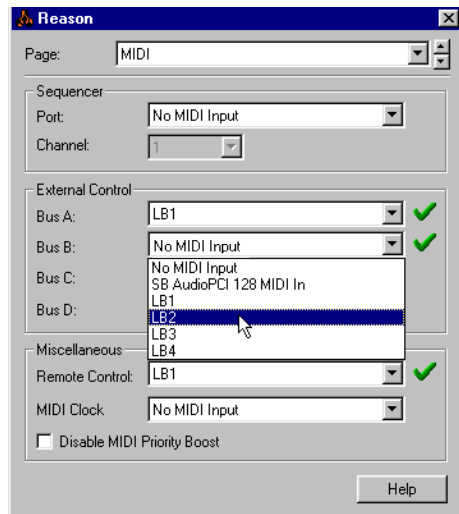 Reason
Page: MIDI
Sequencer
Port: No MIDI Input
Channel: 1
External Control
Bus A: LB1
Bus B: No MIDI Input
No MIDI Input
Bus C: SB AudioPCI 128 MIDI In
LB1
Bus D: LB2
LB3
LB4
Miscellaneous
Remote Control: LB1
MIDI Clock No MIDI Input
Disable MIDI Priority Boost
Help